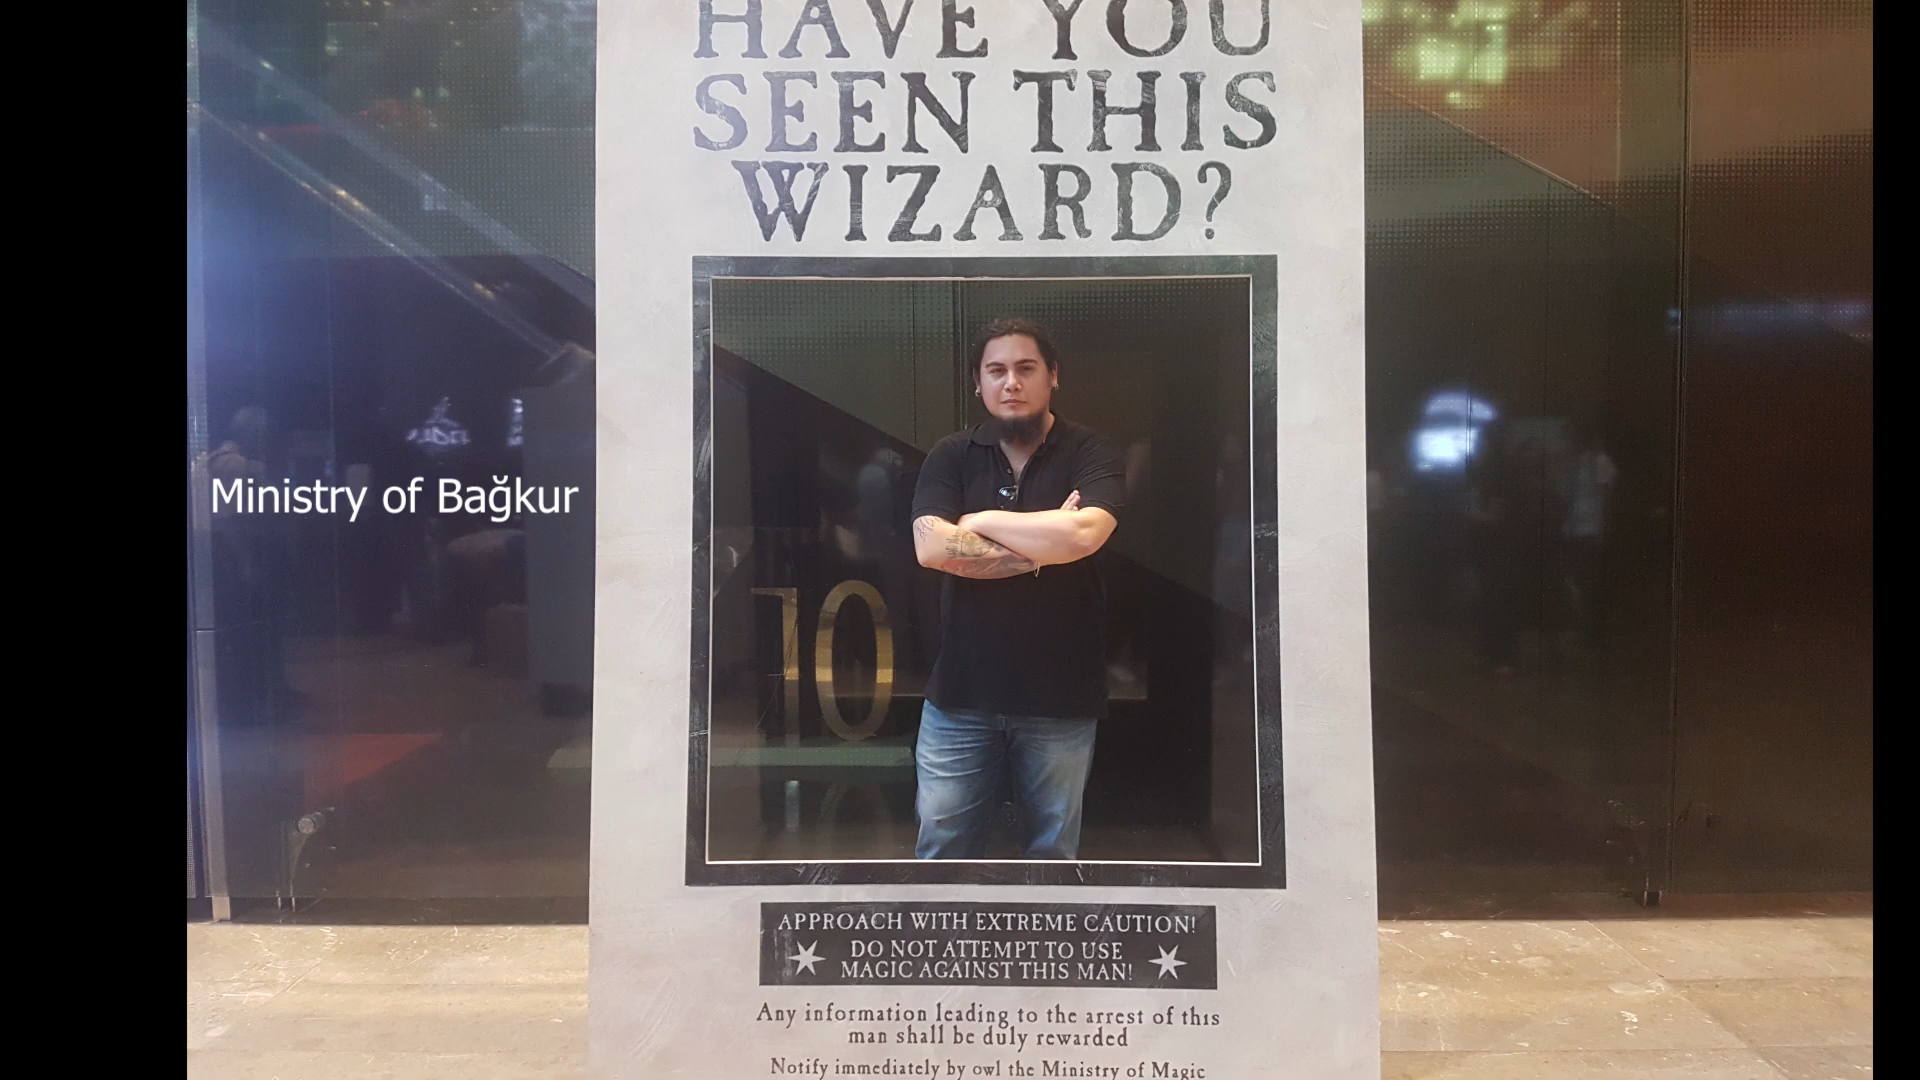 HAVE YOU
SEEN THIS
WIZARD?
Ministry of Bağkur
10
APPROACH WITH EXTREME CAUTION!
DO NOT ATTEMPT TO USE
MAGIC AGAINST THIS MAN!
Any information leading to the arrest of this
man shall be duly rewarded
Notify immediately by owl the Ministry of Magic